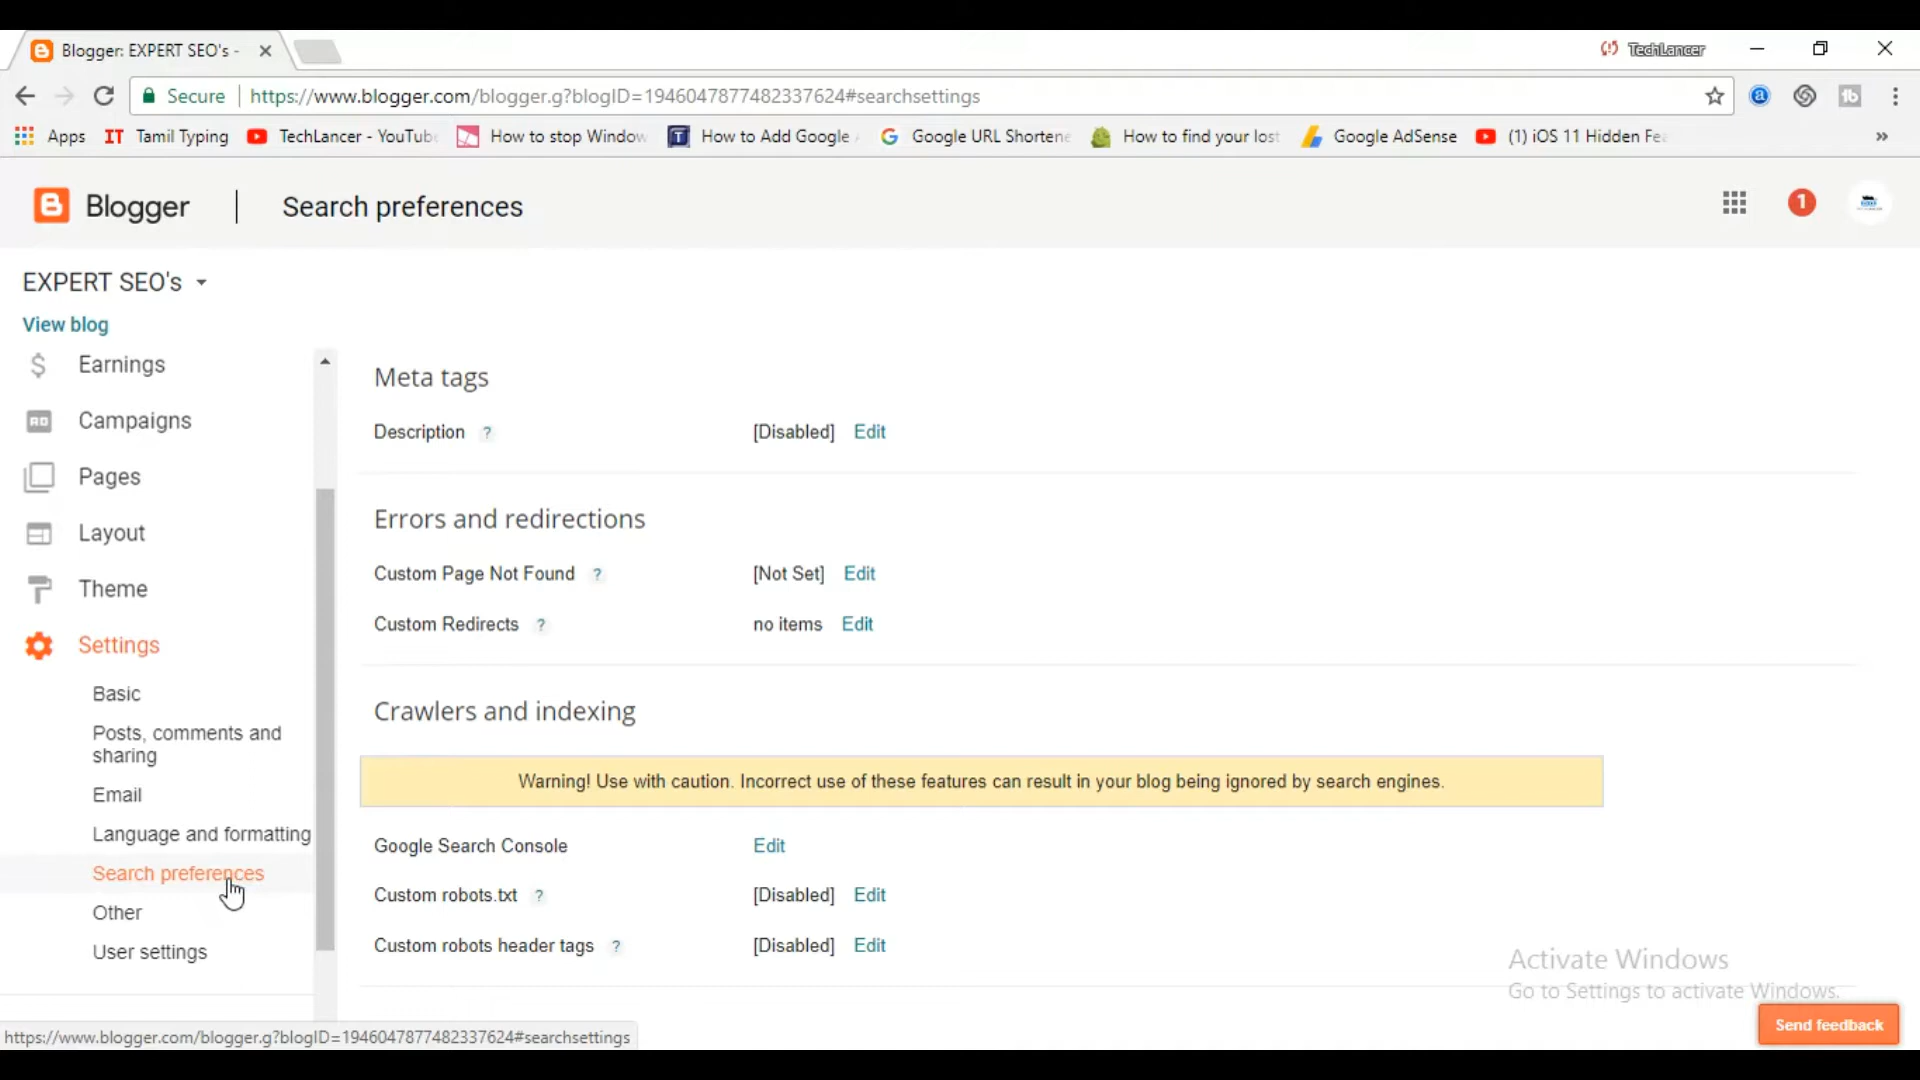 Blogger: EXPERT SEO's -
TechLancer
Secure https://www.blogger.com/blogger.g?blogID=1946047877482337624#searchsettings
Apps IT Tamil Typing TechLancer - YouTub How to stop Window T How to Add Google Google URL Shortene How to find your lost Google AdSense (1) iOS 11 Hidden Fe »
Blogger | Search preferences 1
EXPERT SEO's
View blog
Earnings
Campaigns
Pages
Layout
Theme
Settings
Basic
Posts, comments and
sharing
Email
Language and formatting
Search preferences
Other
User settings
Meta tags
Description ? [Disabled] Edit
Errors and redirections
Custom Page Not Found ? [Not Set] Edit
Custom Redirects ? no items Edit
Crawlers and indexing
Warning! Use with caution. Incorrect use of these features can result in your blog being ignored by search engines.
Google Search Console Edit
Custom robots.txt ? [Disabled] Edit
Custom robots header tags ? [Disabled] Edit
Activate Windows
Go to Settings to activate Windows.
Send feedback
https://www.blogger.com/blogger.g?blogID=1946047877482337624#searchsettings